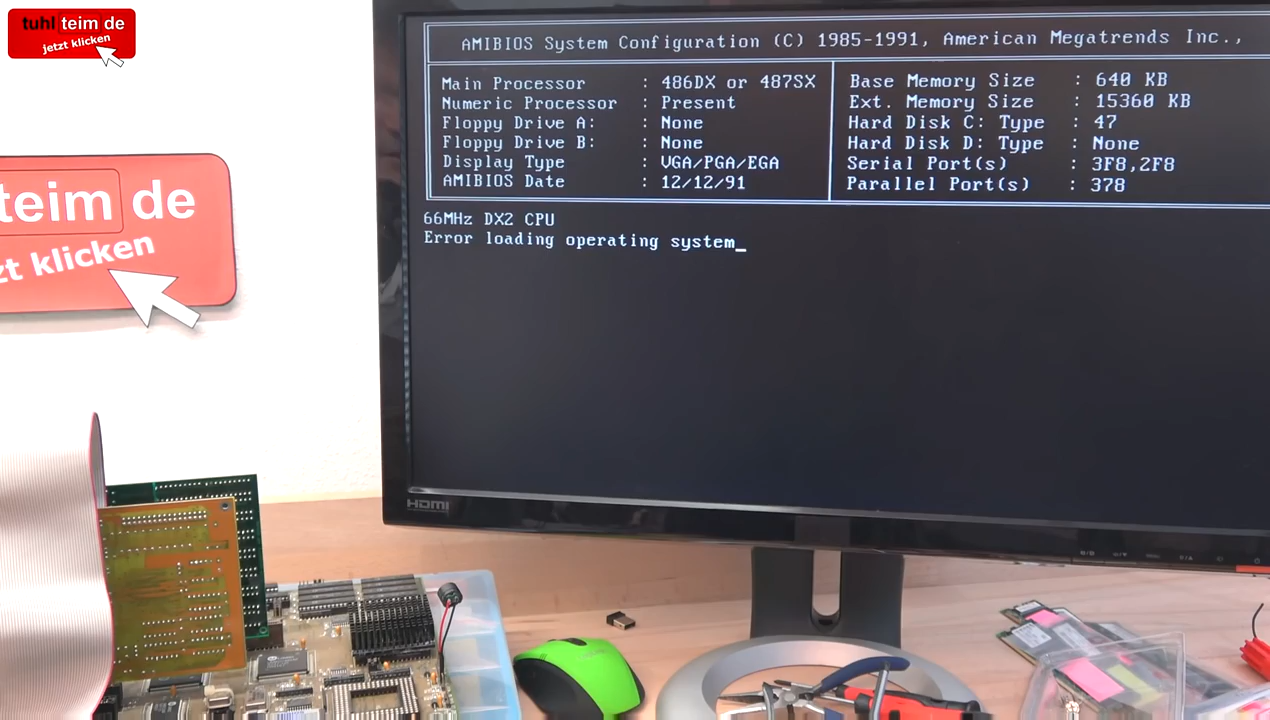 tuhl teim de
jetzt klicken
teim de
zt klicken
AMIBIOS System Configuration (C) 1985-1991, American Megatrends Inc.,
Main Processor : 486DX or 487SX
Numeric Processor : Present
Floppy Drive A: : None
Floppy Drive B: : None
Display Type : VGA/PGA/EGA
AMIBIOS Date : 12/12/91
Base Memory Size : 640 KB
Ext. Memory Size : 15360 KB
Hard Disk C: Type : 47
Hard Disk D: Type : None
Serial Port(s) : 3F8,2F8
Parallel Port(s) : 378
66MHz DX2 CPU
Error loading operating system_
HDMI